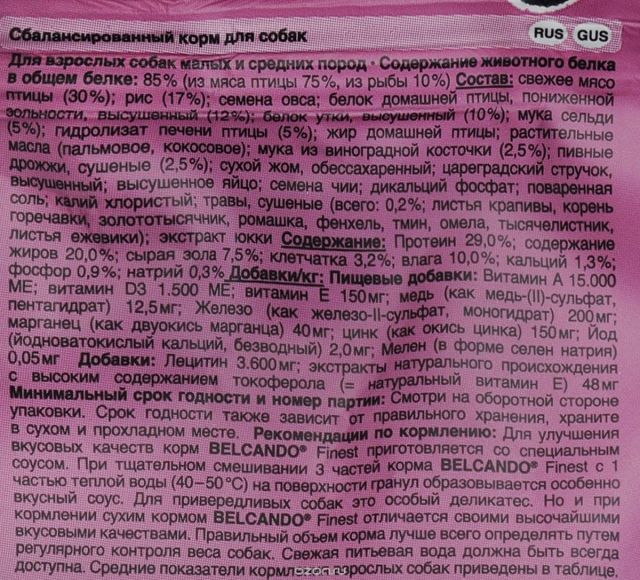 Сбалансированный корм для собак
RUS GUS
Для взрослых собак малых и средних пород · Содержание животного белка
в общем белке: 85% (из мяса птицы 75%, из рыбы 10%) Состав: свежее мясо
птицы (30%); рис (17%); семена овса; белок домашней птицы, пониженной
зольности, высушенный (12%); белок утки, высушенный (10%); мука сельди
(5%); гидролизат печени птицы (5%); жир домашней птицы; растительные
масла (пальмовое, кокосовое); мука из виноградной косточки (2,5%); пивные
дрожжи, сушеные (2,5%); сухой жом, обессахаренный; цареградский стручок,
высушенный; высушенное яйцо; семена чии; дикальций фосфат; поваренная
соль; калий хлористый; травы, сушеные (всего: 0,2%; листья крапивы, корень
горечавки, золототысячник, ромашка, фенхель, тмин, омела, тысячелистник,
листья ежевики); экстракт юкки Содержание: Протеин 29,0%; содержание
жиров 20,0%; сырая зола 7,5%; клетчатка 3,2%; влага 10,0%; кальций 1,3%;
фосфор 0,9%; натрий 0,3% Добавки/кг: Пищевые добавки: Витамин А 15.000
МЕ; витамин D3 1.500 МЕ; витамин Е 150мг; медь (как медь-(II)-сульфат,
пентагидрат) 12,5мг; Железо (как железо-II-сульфат, моногидрат) 200мг;
марганец (как двуокись марганца) 40мг; цинк (как окись цинка) 150мг; Йод
(йодноватокислый кальций, безводный) 2,0мг; Мелен (в форме селен натрия)
0,05мг Добавки: Лецитин 3.600мг; экстракты натурального происхождения
с высоким содержанием токоферола (= натуральный витамин Е) 48мг
Минимальный срок годности и номер партии: Смотри на оборотной стороне
упаковки. Срок годности также зависит от правильного хранения, храните
в сухом и прохладном месте. Рекомендации по кормлению: Для улучшения
вкусовых качеств корм BELCANDO® Finest приготовляется со специальным
соусом. При тщательном смешивании 3 частей корма BELCANDO® Finest с 1
частью теплой воды (40–50°C) на поверхности гранул образовывается особенно
вкусный соус. Для привередливых собак это особый деликатес. Но и при
кормлении сухим кормом BELCANDO® Finest отличается своими высочайшими
вкусовыми качествами. Правильный объем корма лучше всего определять путем
регулярного контроля веса собак. Свежая питьевая вода должна быть всегда
доступна. Средние показатели взрослых собак приведены в таблице.